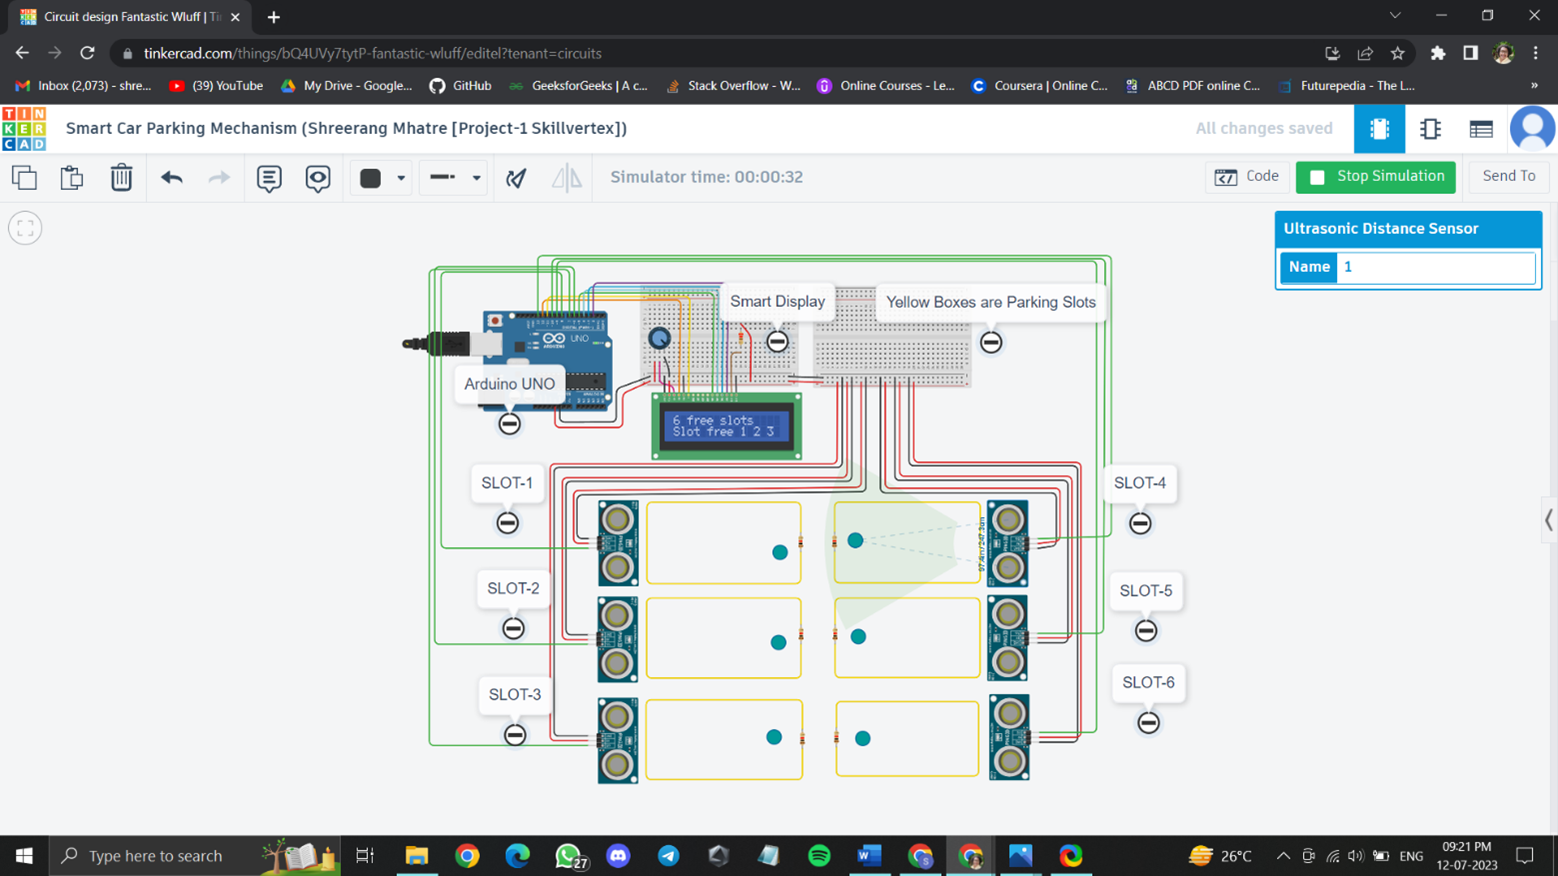 Circuit design Fantastic Wluff | Ti
tinkercad.com/things/bQ4UVy7tytP-fantastic-wluff/editel?tenant=circuits
Inbox (2,073) - shre...
(39) YouTube
My Drive - Google...
GitHub
GeeksforGeeks | A c...
Stack Overflow - W...
Online Courses - Le...
Coursera | Online C...
ABCD PDF online C...
Futurepedia - The L...
»
TIN
KER
CAD
Smart Car Parking Mechanism (Shreerang Mhatre [Project-1 Skillvertex])
All changes saved
Simulator time: 00:00:32
Code
Stop Simulation
Send To
Ultrasonic Distance Sensor
Name 1
Smart Display
Yellow Boxes are Parking Slots
UNO
Arduino UNO
6 free slots
Slot free 1 2 3
SLOT-1
SLOT-4
SLOT-2
SLOT-5
SLOT-3
SLOT-6
Type here to search
27
26°C
ENG
09:21 PM
12-07-2023